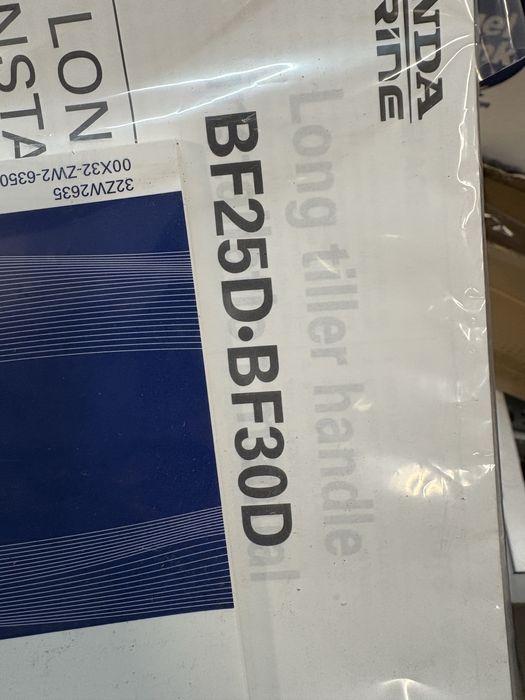 NDA
RINE
Long tiller handle
BF25D•BF30D
LON
NSTA
32ZW2635
00X32-ZW2-6350